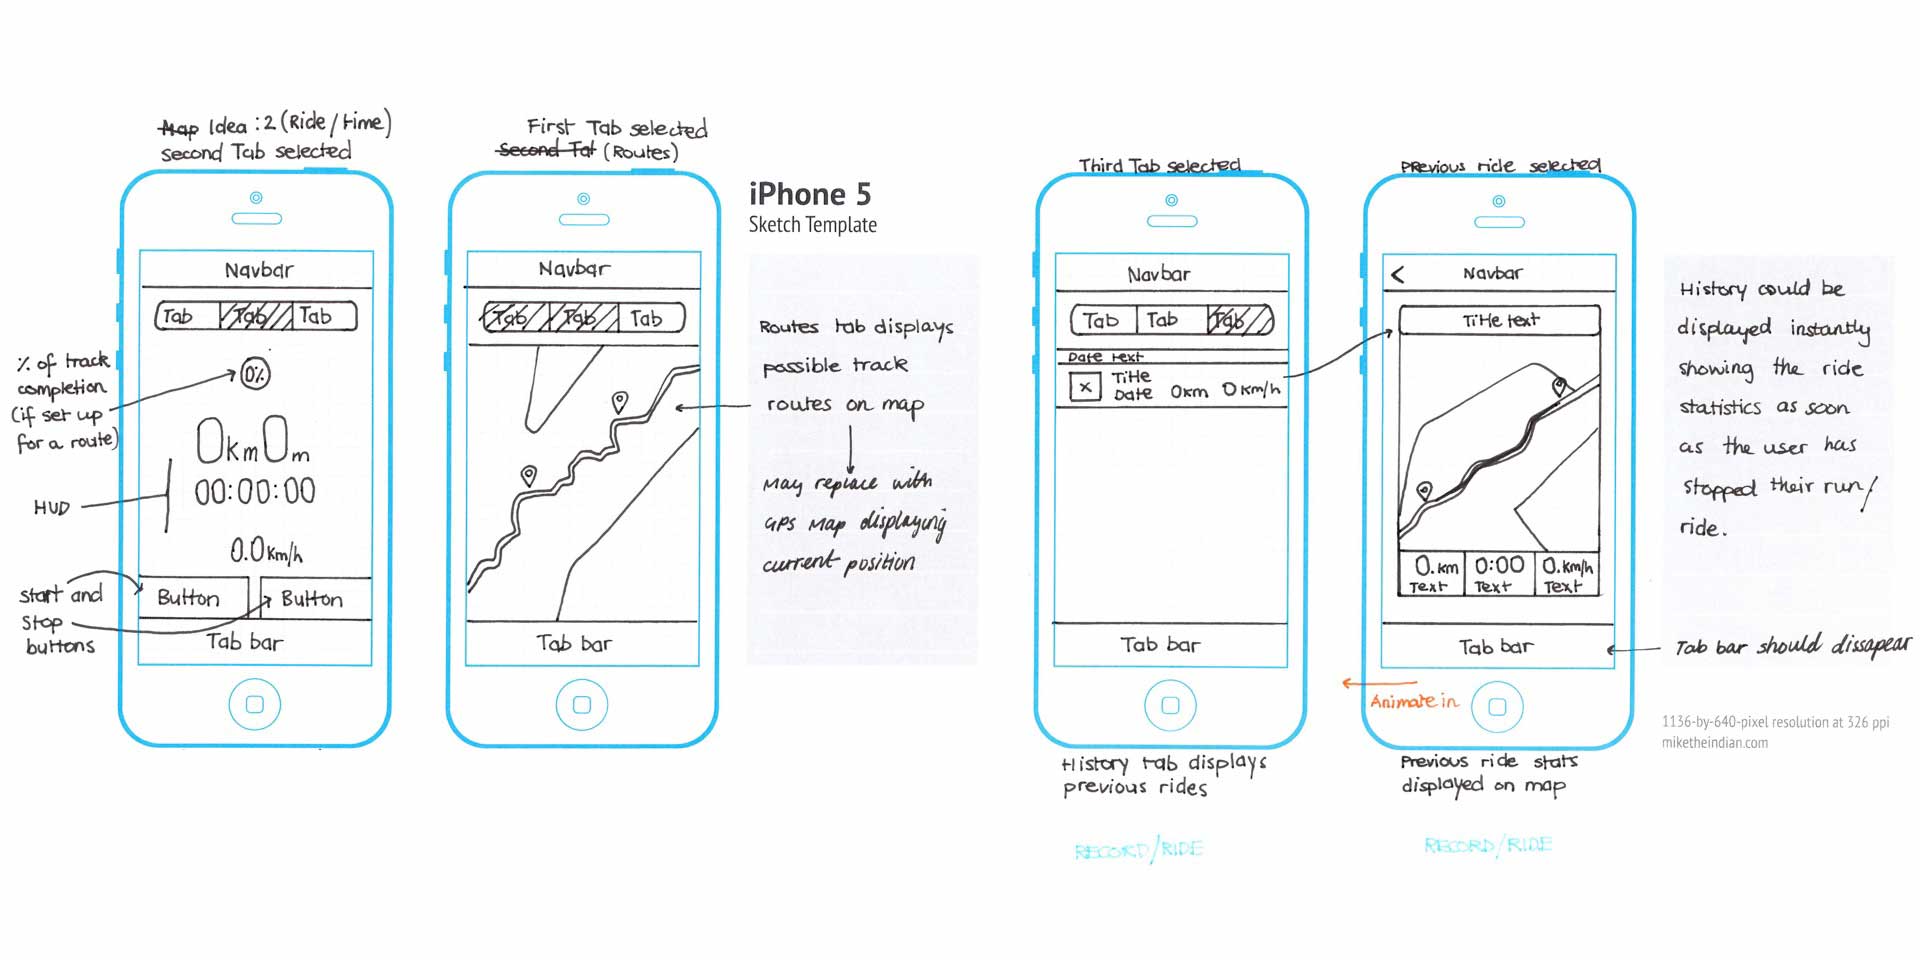 Map Idea : 2 (Ride/time)
Second Tab selected
Navbar
Tab Tab Tab
% of track
completion
(if set up
for a route)
0%
0km 0m
00:00:00
HUD
0.0 km/h
Start and
Stop
buttons
Button Button
Tab bar
First Tab selected
Second Tat (Routes)
Navbar
Tab Tab Tab
Tab bar
iPhone 5
Sketch Template
Routes tab displays
possible track
routes on map
May replace with
GPS Map displaying
current position
Third Tab selected
Navbar
Tab Tab Tab
Date text
x Title
Date 0km 0km/h
Tab bar
History tab displays
previous rides
RECORD/RIDE
Previous ride selected
< Navbar
Title text
0.km 0:00 0.km/h
Text Text Text
Tab bar
Animate in
Previous ride stats
displayed on map
RECORD/RIDE
History could be
displayed instantly
showing the ride
statistics as soon
as the user has
stopped their run/
ride.
Tab bar should dissapear
1136-by-640-pixel resolution at 326 ppi
miketheindian.com